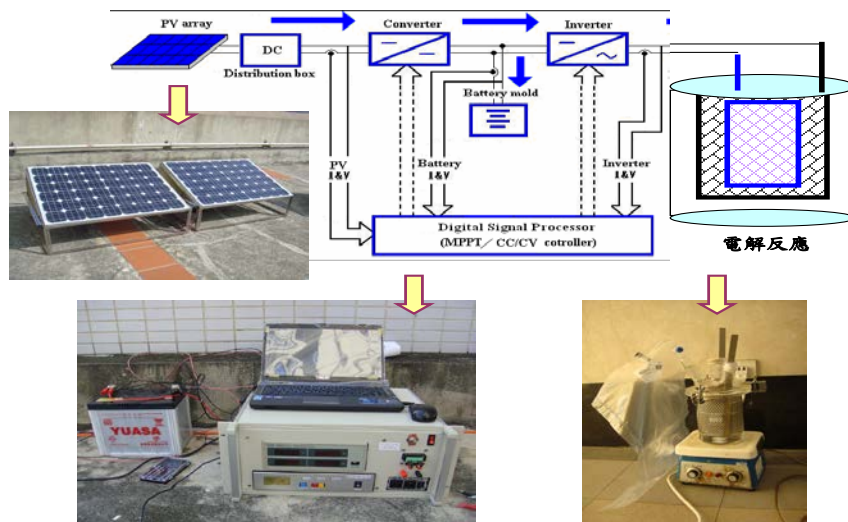 PV array
Converter
Inverter
DC
Distribution box
Battery mold
PV
I&V
Battery
I&V
Inverter
I&V
Digital Signal Processor
(MPPT／ CC/CV cotroller)
電解反應
YUASA